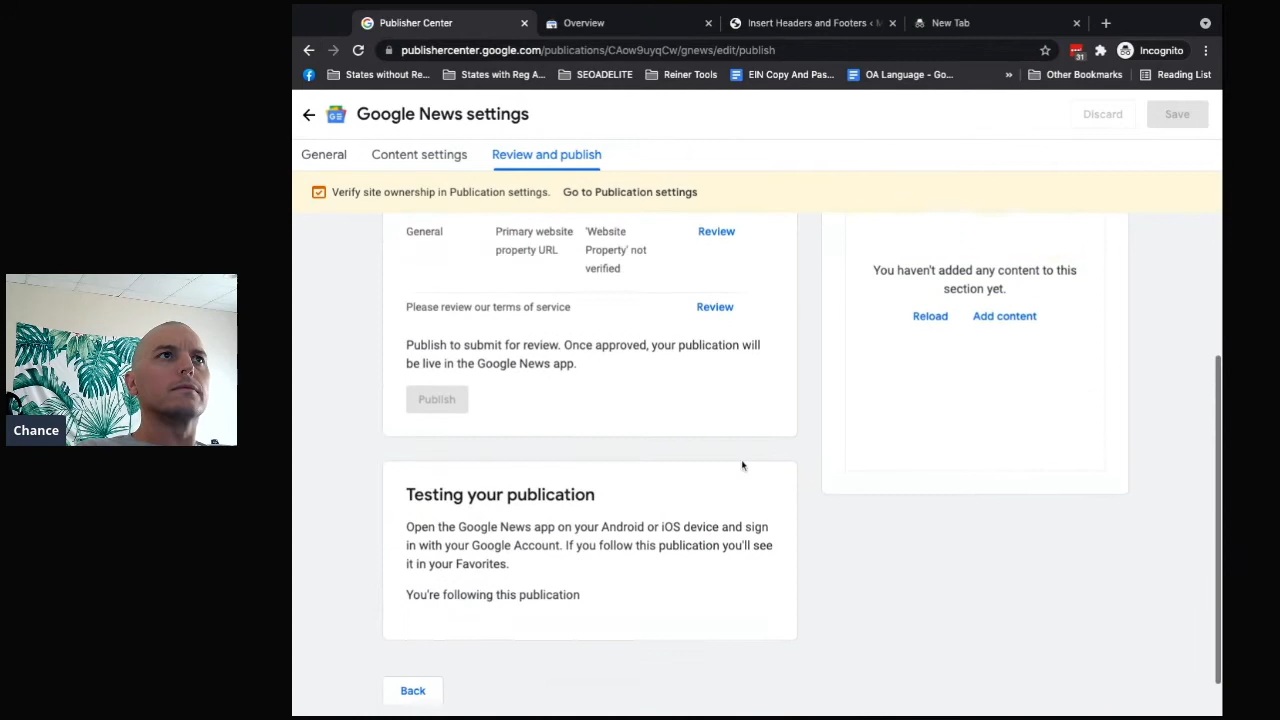 Publisher Center
Overview
Insert Headers and Footers ‹ M
New Tab
publishercenter.google.com/publications/CAow9uyqCw/gnews/edit/publish
31
Incognito
States without Re...
States with Reg A...
SEOADELITE
Reiner Tools
EIN Copy And Pas...
OA Language - Go...
»
Other Bookmarks
Reading List
Google News settings
Discard
Save
General
Content settings
Review and publish
Verify site ownership in Publication settings.
Go to Publication settings
General
Primary website
property URL
'Website
Property' not
verified
Review
Please review our terms of service
Review
Publish to submit for review. Once approved, your publication will
be live in the Google News app.
Publish
You haven't added any content to this
section yet.
Reload
Add content
Testing your publication
Open the Google News app on your Android or iOS device and sign
in with your Google Account. If you follow this publication you'll see
it in your Favorites.
You're following this publication
Back
Chance